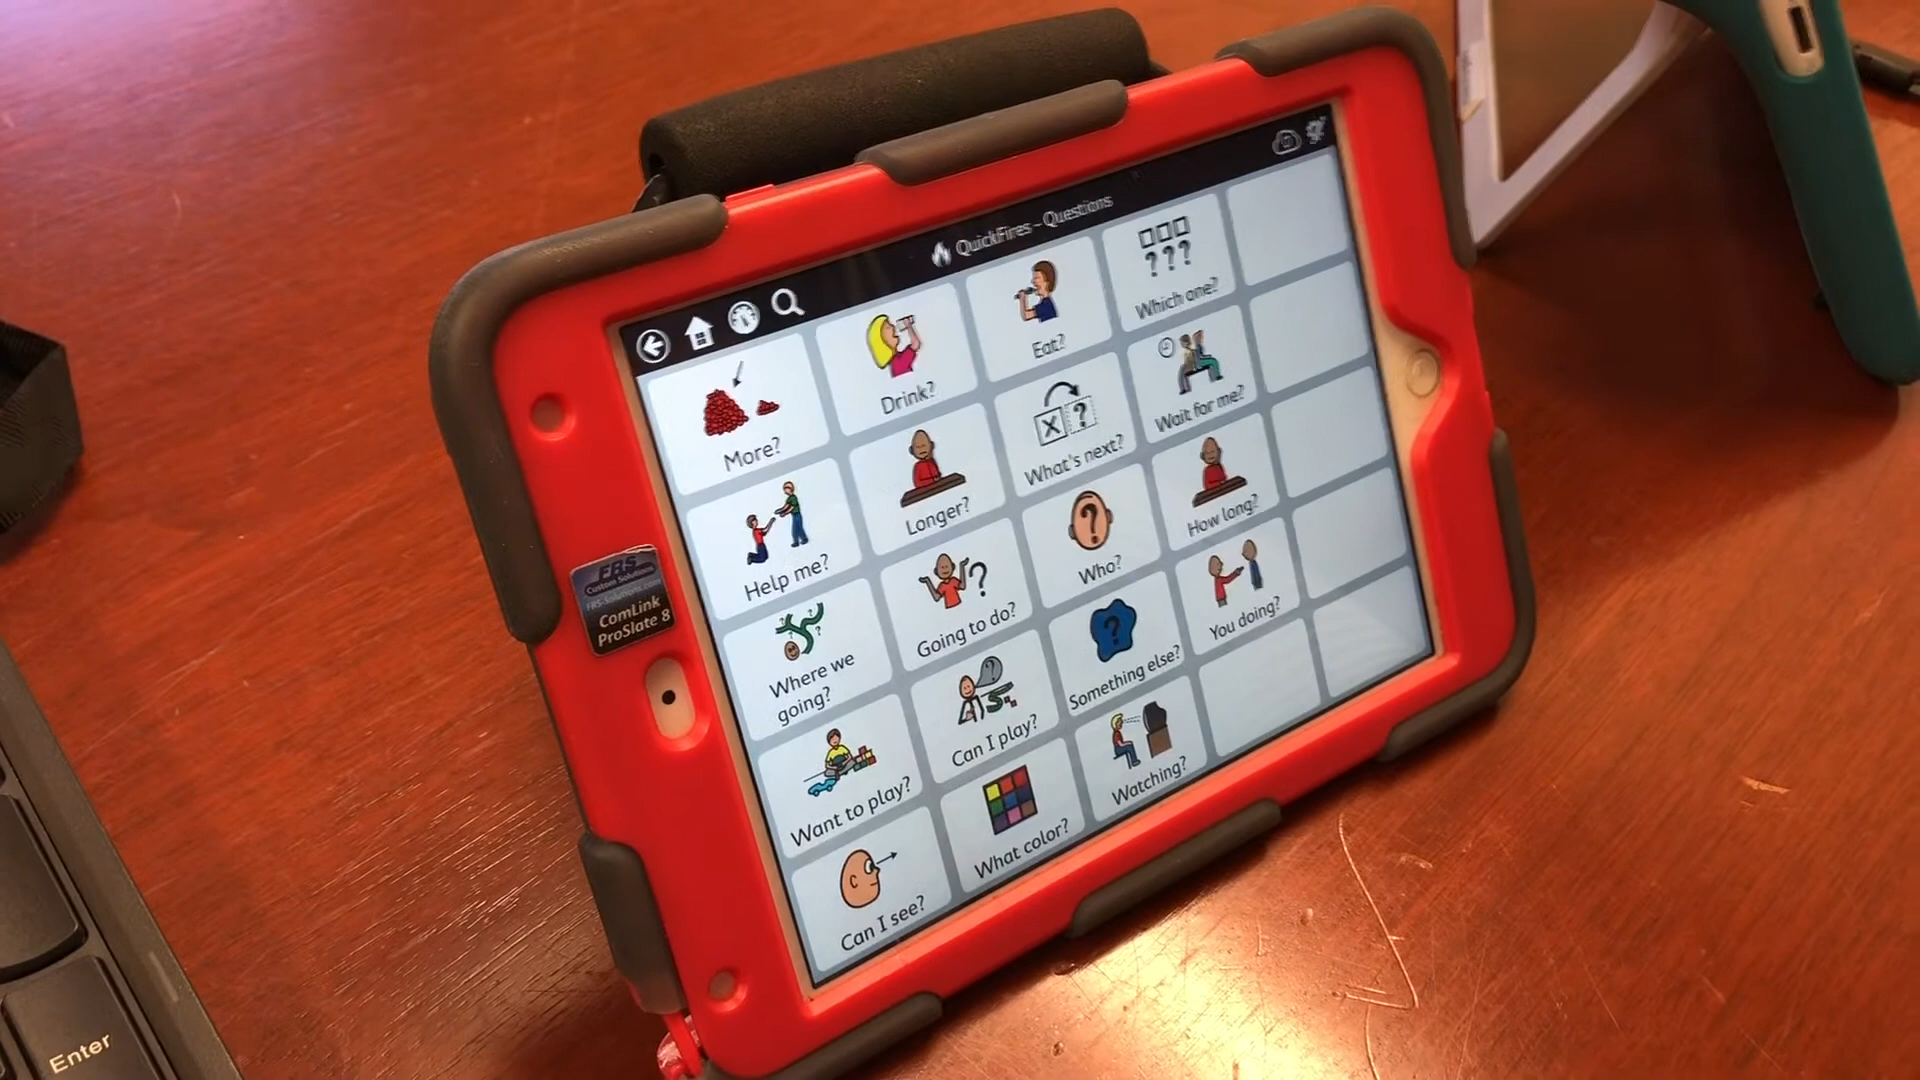 QuickFires - Questions
More?
Drink?
Eat?
Which one?
Help me?
Longer?
What's next?
Wait for me?
Where we
going?
Going to do?
Who?
How long?
Want to play?
Can I play?
Something else?
You doing?
Can I see?
What color?
Watching?
FRS
Custom Solutions
FRS-Solutions.com
ComLink
ProSlate 8
Enter